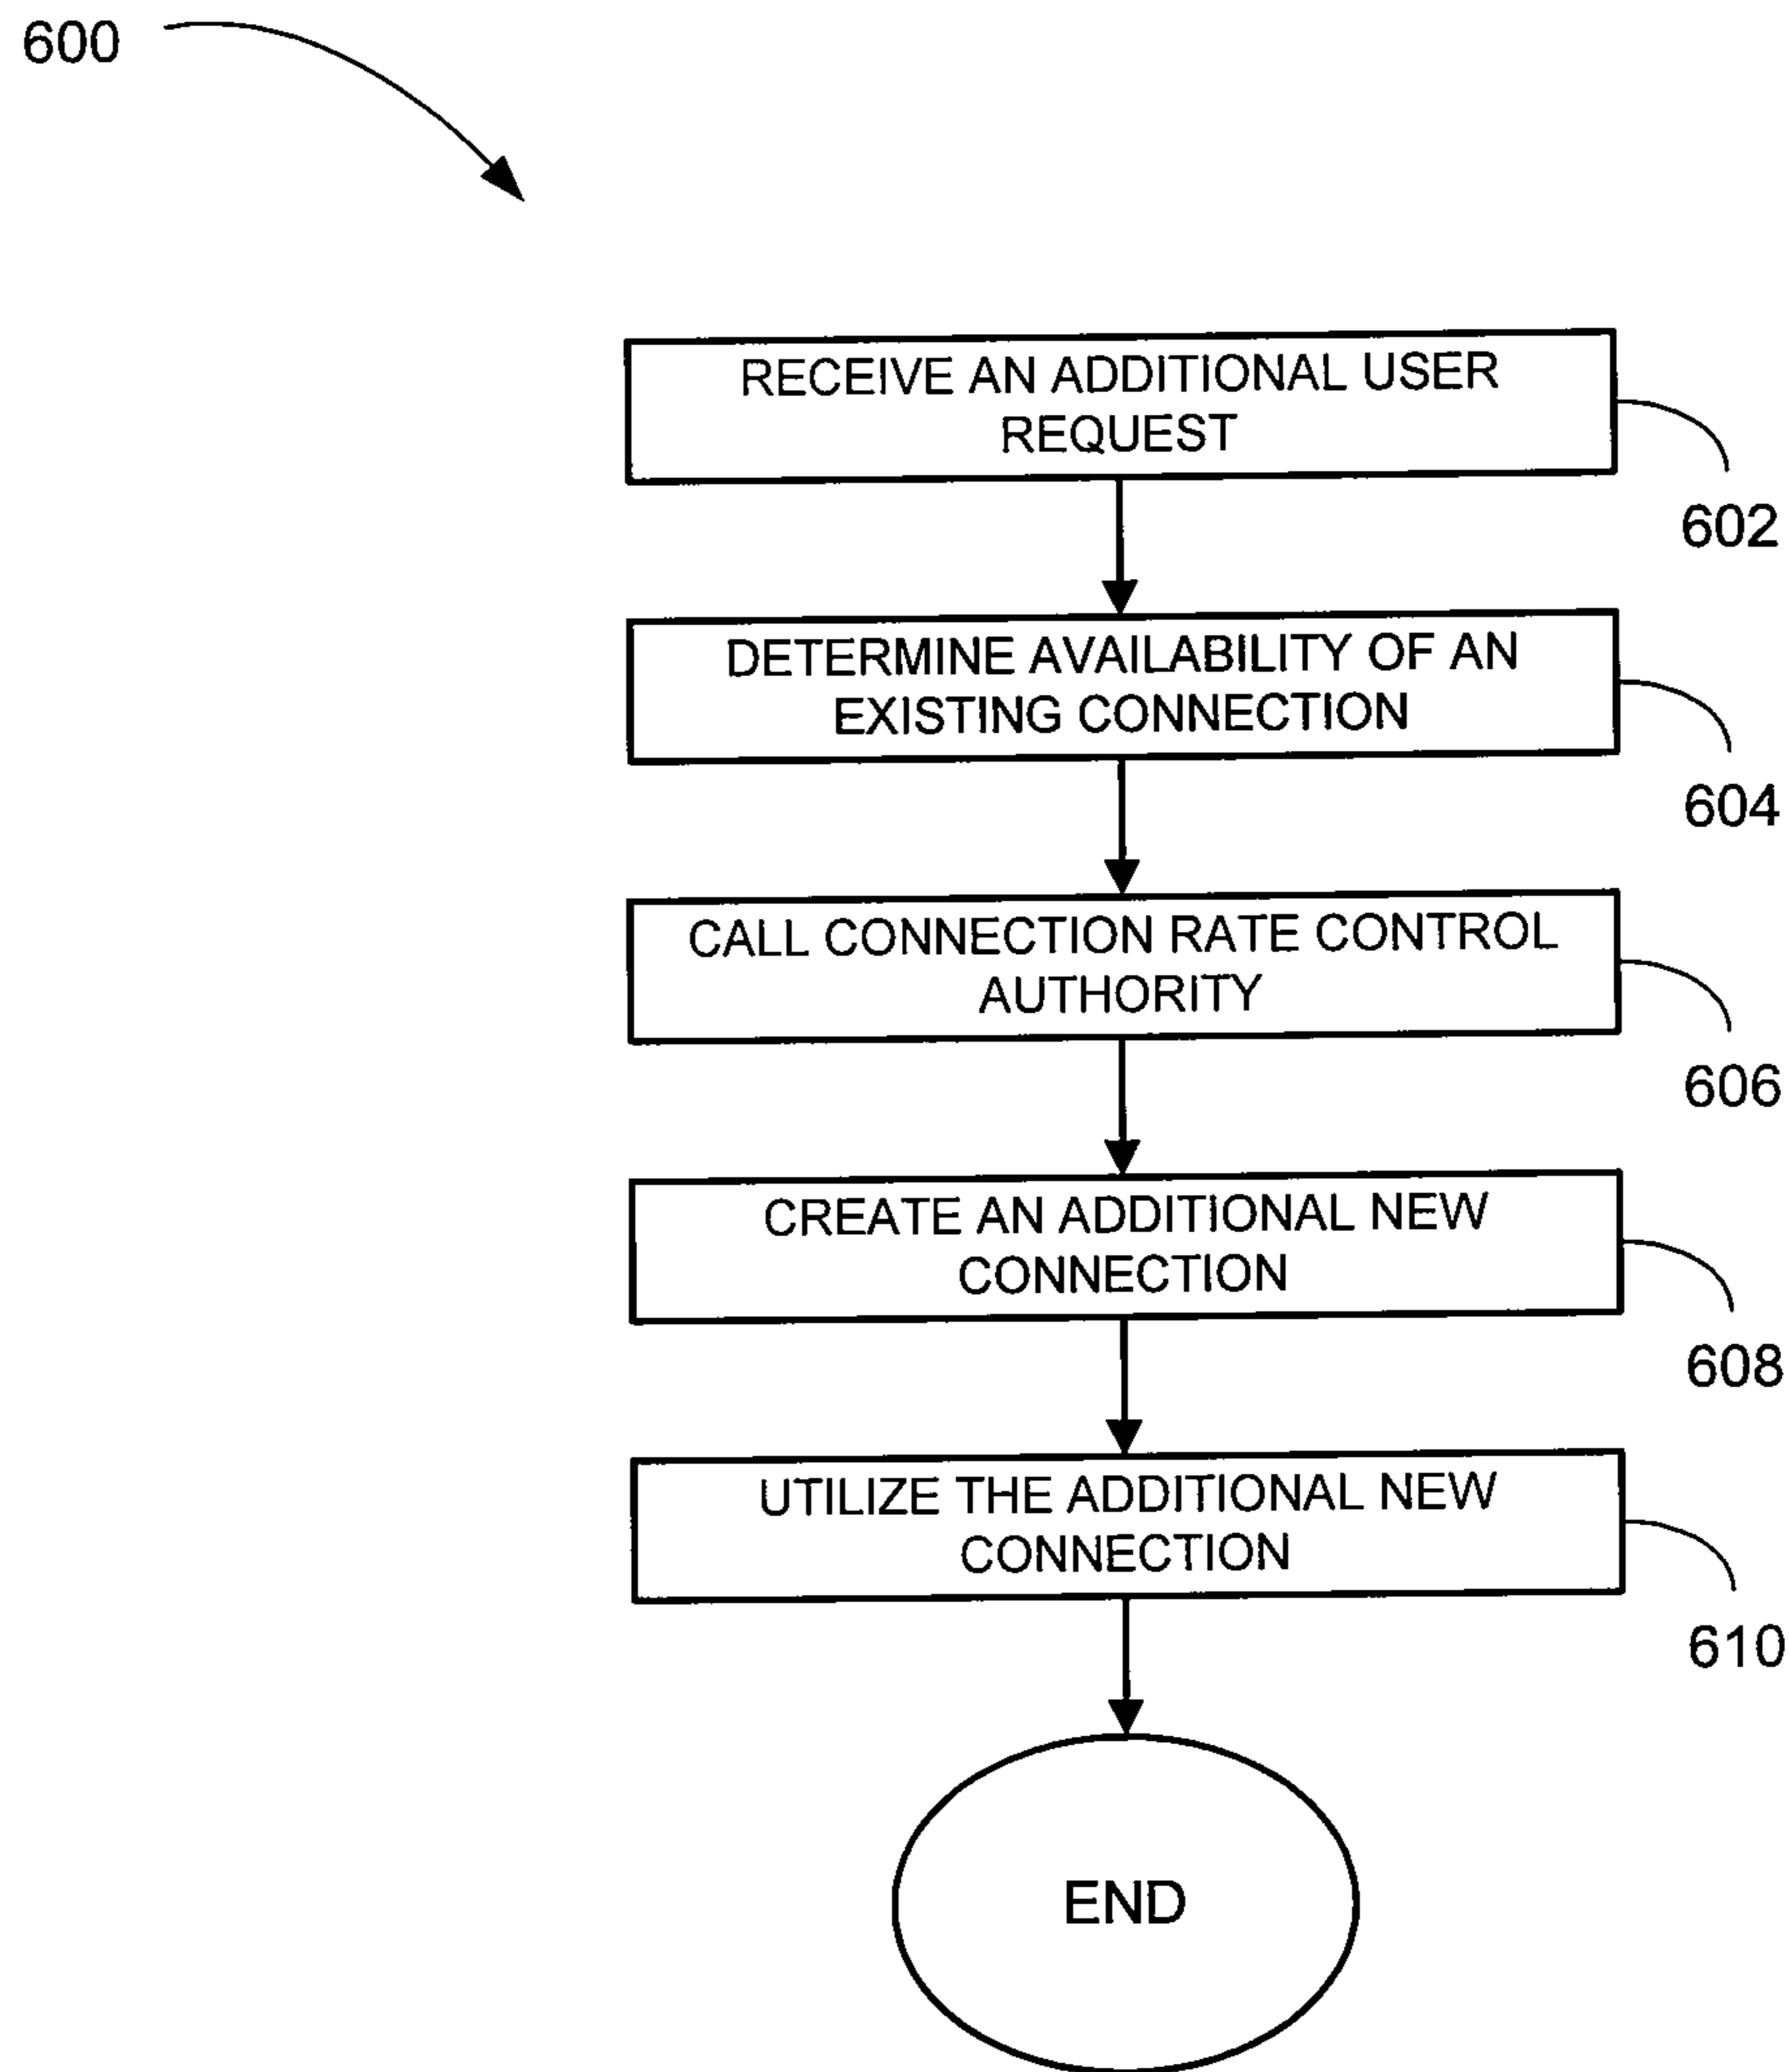 600
RECEIVE AN ADDITIONAL USER
REQUEST
602
DETERMINE AVAILABILITY OF AN
EXISTING CONNECTION
604
CALL CONNECTION RATE CONTROL
AUTHORITY
606
CREATE AN ADDITIONAL NEW
CONNECTION
608
UTILIZE THE ADDITIONAL NEW
CONNECTION
610
END